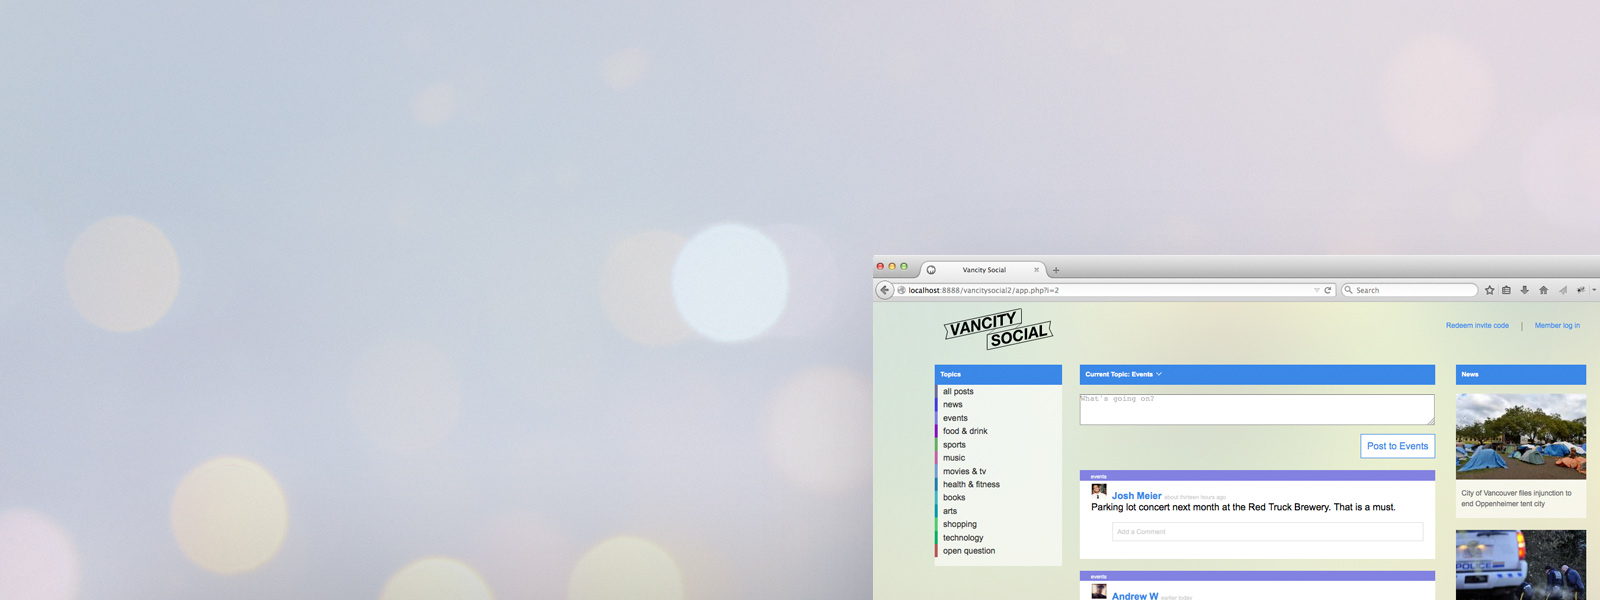 Vancity Social
localhost:8888/vancitysocial2/app.php?i=2
Search
VANCITY
SOCIAL
Redeem invite code | Member log in
Topics
all posts
news
events
food & drink
sports
music
movies & tv
health & fitness
books
arts
shopping
technology
open question
Current Topic: Events
What's going on?
Post to Events
events
Josh Meier about thirteen hours ago
Parking lot concert next month at the Red Truck Brewery. That is a must.
Add a Comment
events
Andrew W earlier today
News
City of Vancouver files injunction to
end Oppenheimer tent city
POLICE